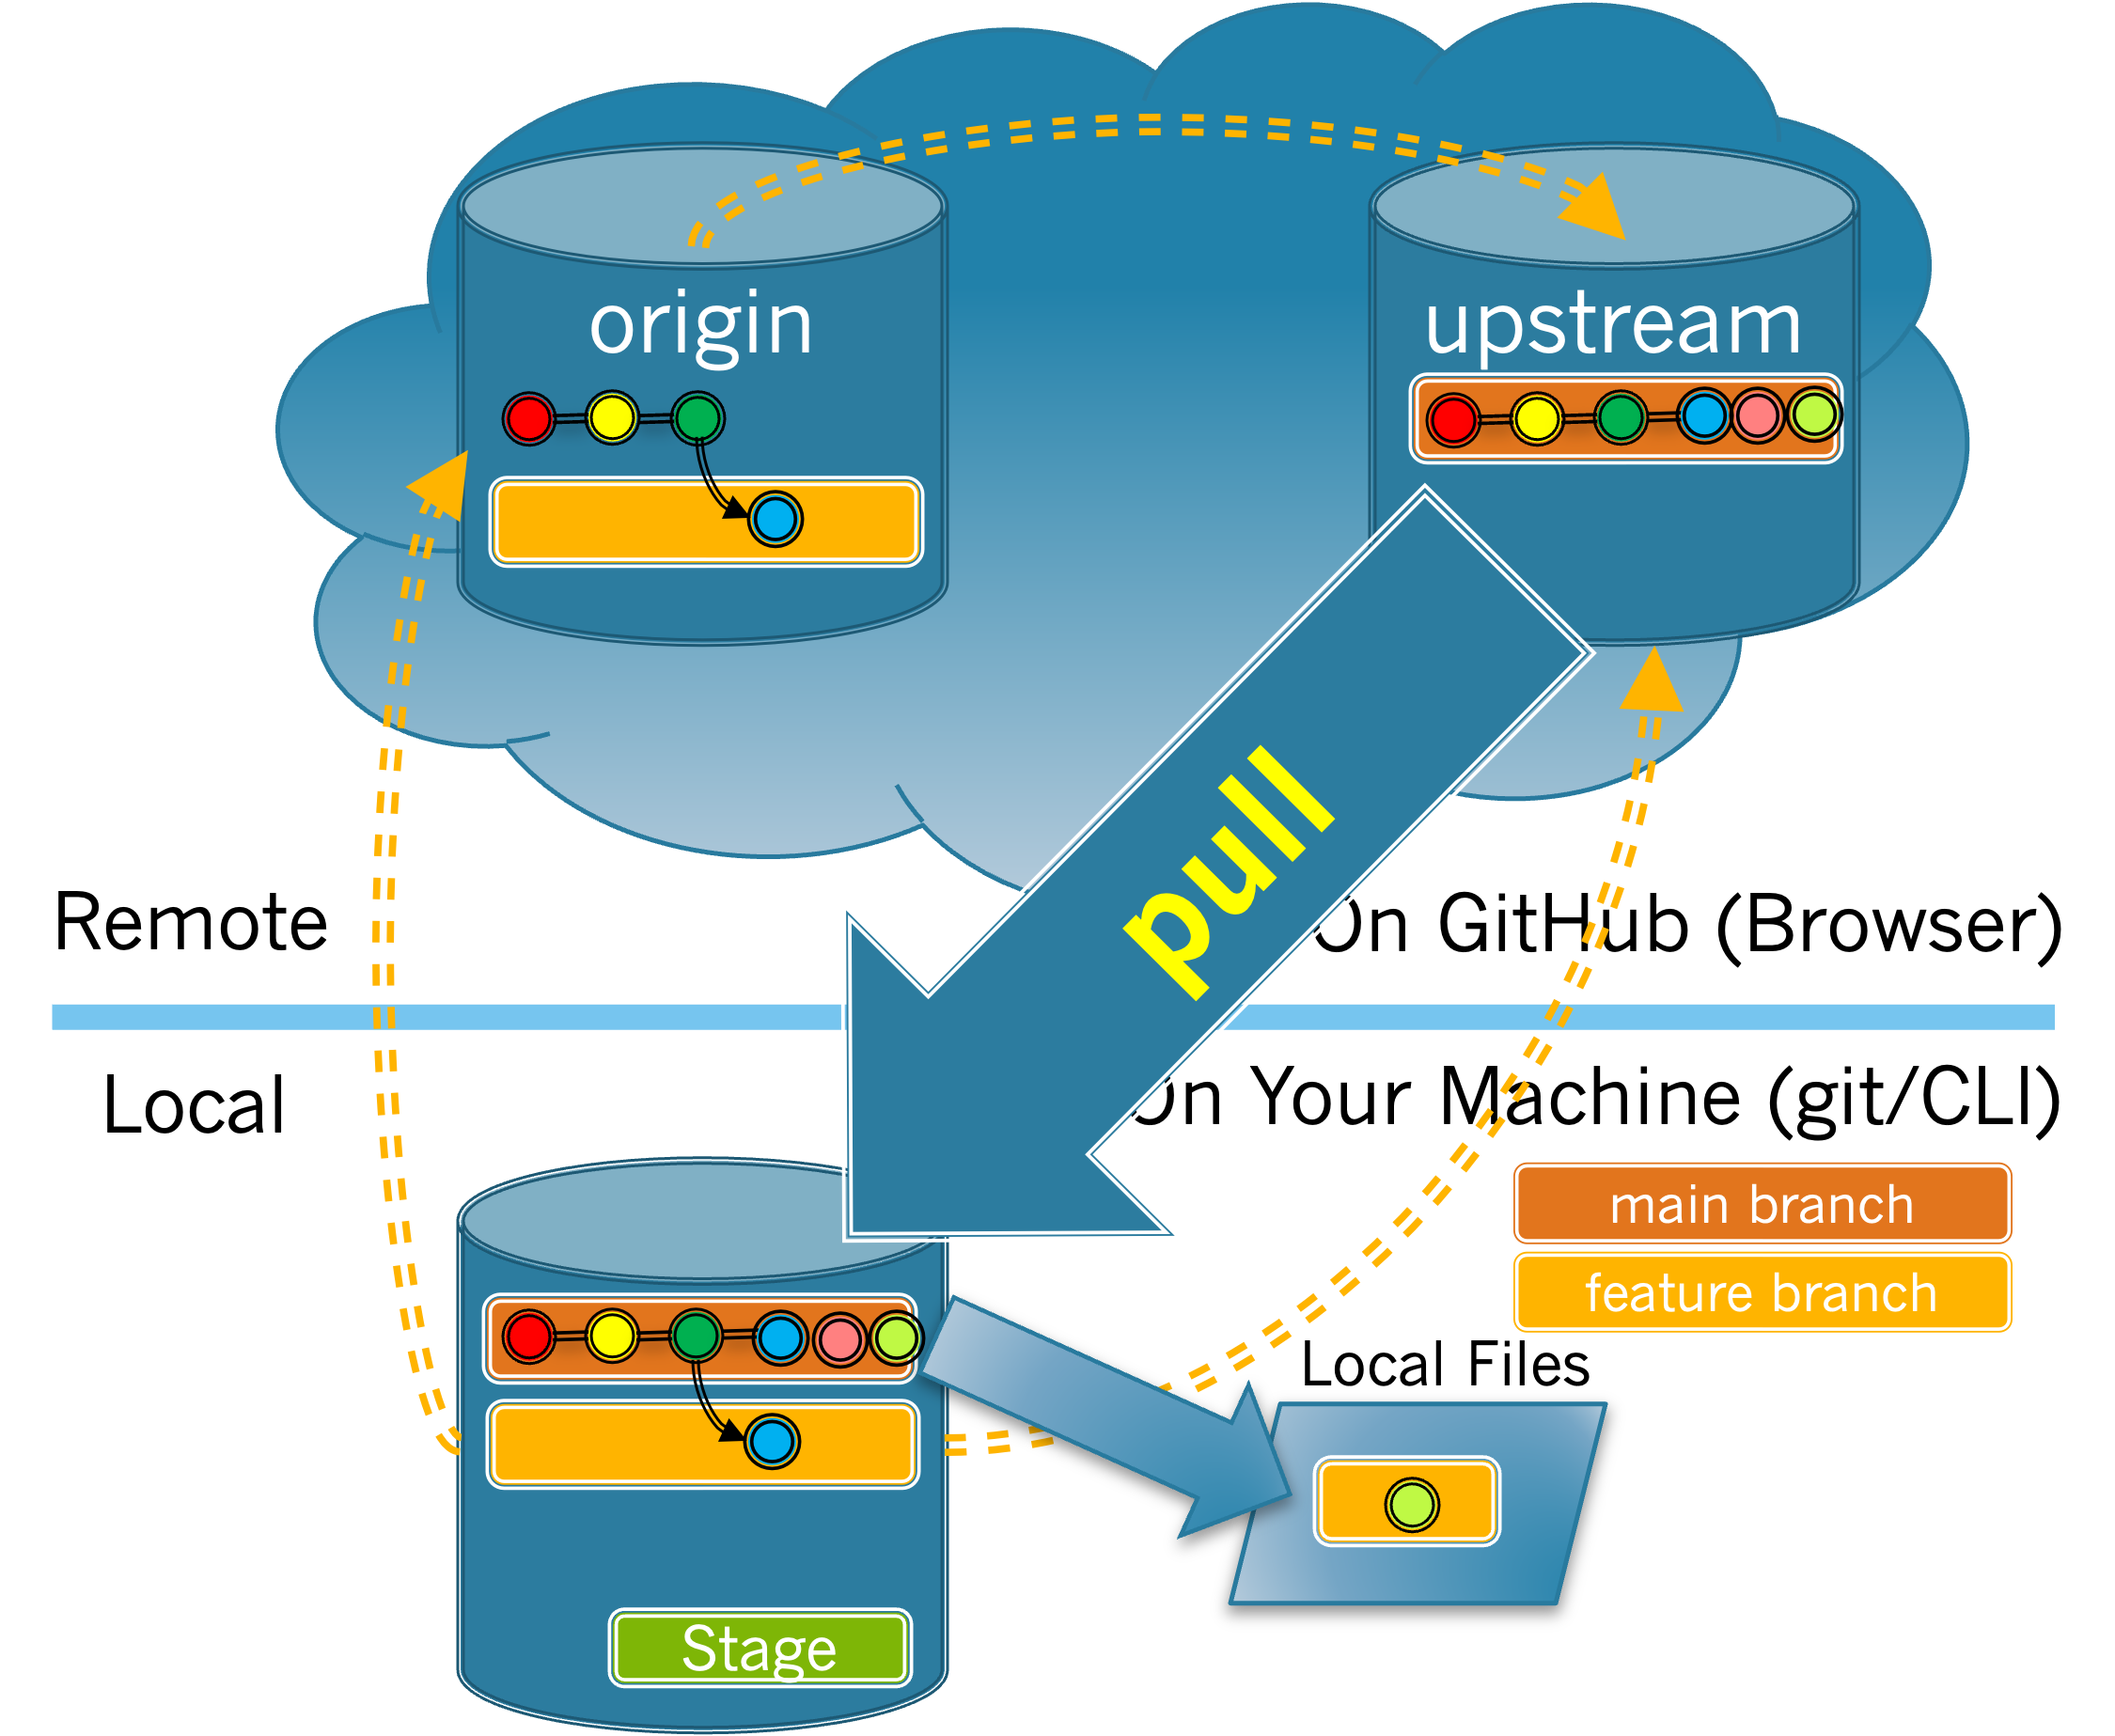 origin
upstream
pull
Remote
On GitHub (Browser)
Local
On Your Machine (git/CLI)
main branch
feature branch
Local Files
Stage